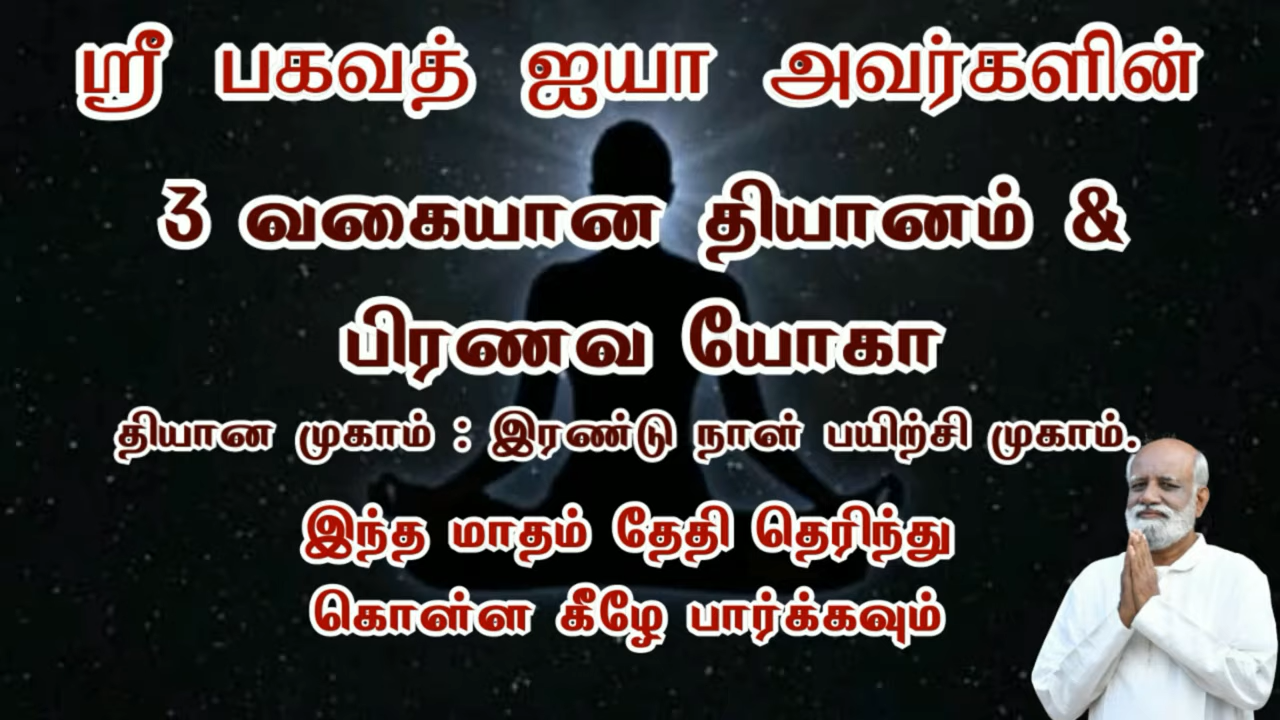 ஸ்ரீ பகவத் ஐயா அவர்களின்
3 வகையான தியானம் &
பிரணவ யோகா
தியான முகாம் : இரண்டு நாள் பயிற்சி முகாம்.
இந்த மாதம் தேதி தெரிந்து
கொள்ள கீழே பார்க்கவும்